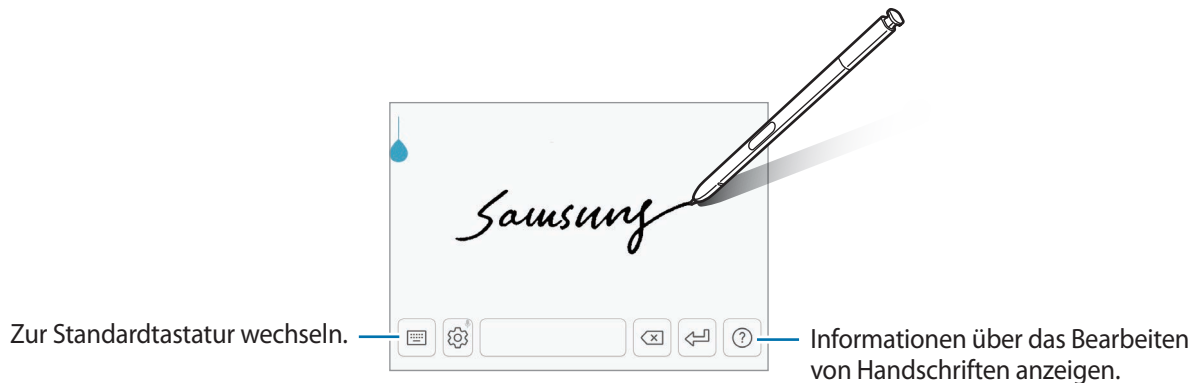 Samsung
Zur Standardtastatur wechseln.
Informationen über das Bearbeiten
von Handschriften anzeigen.